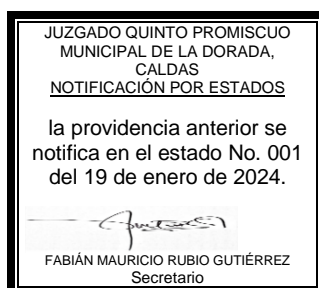 JUZGADO QUINTO PROMISCUO
MUNICIPAL DE LA DORADA,
CALDAS
NOTIFICACIÓN POR ESTADOS
la providencia anterior se
notifica en el estado No. 001
del 19 de enero de 2024.
FABIÁN MAURICIO RUBIO GUTIÉRREZ
Secretario